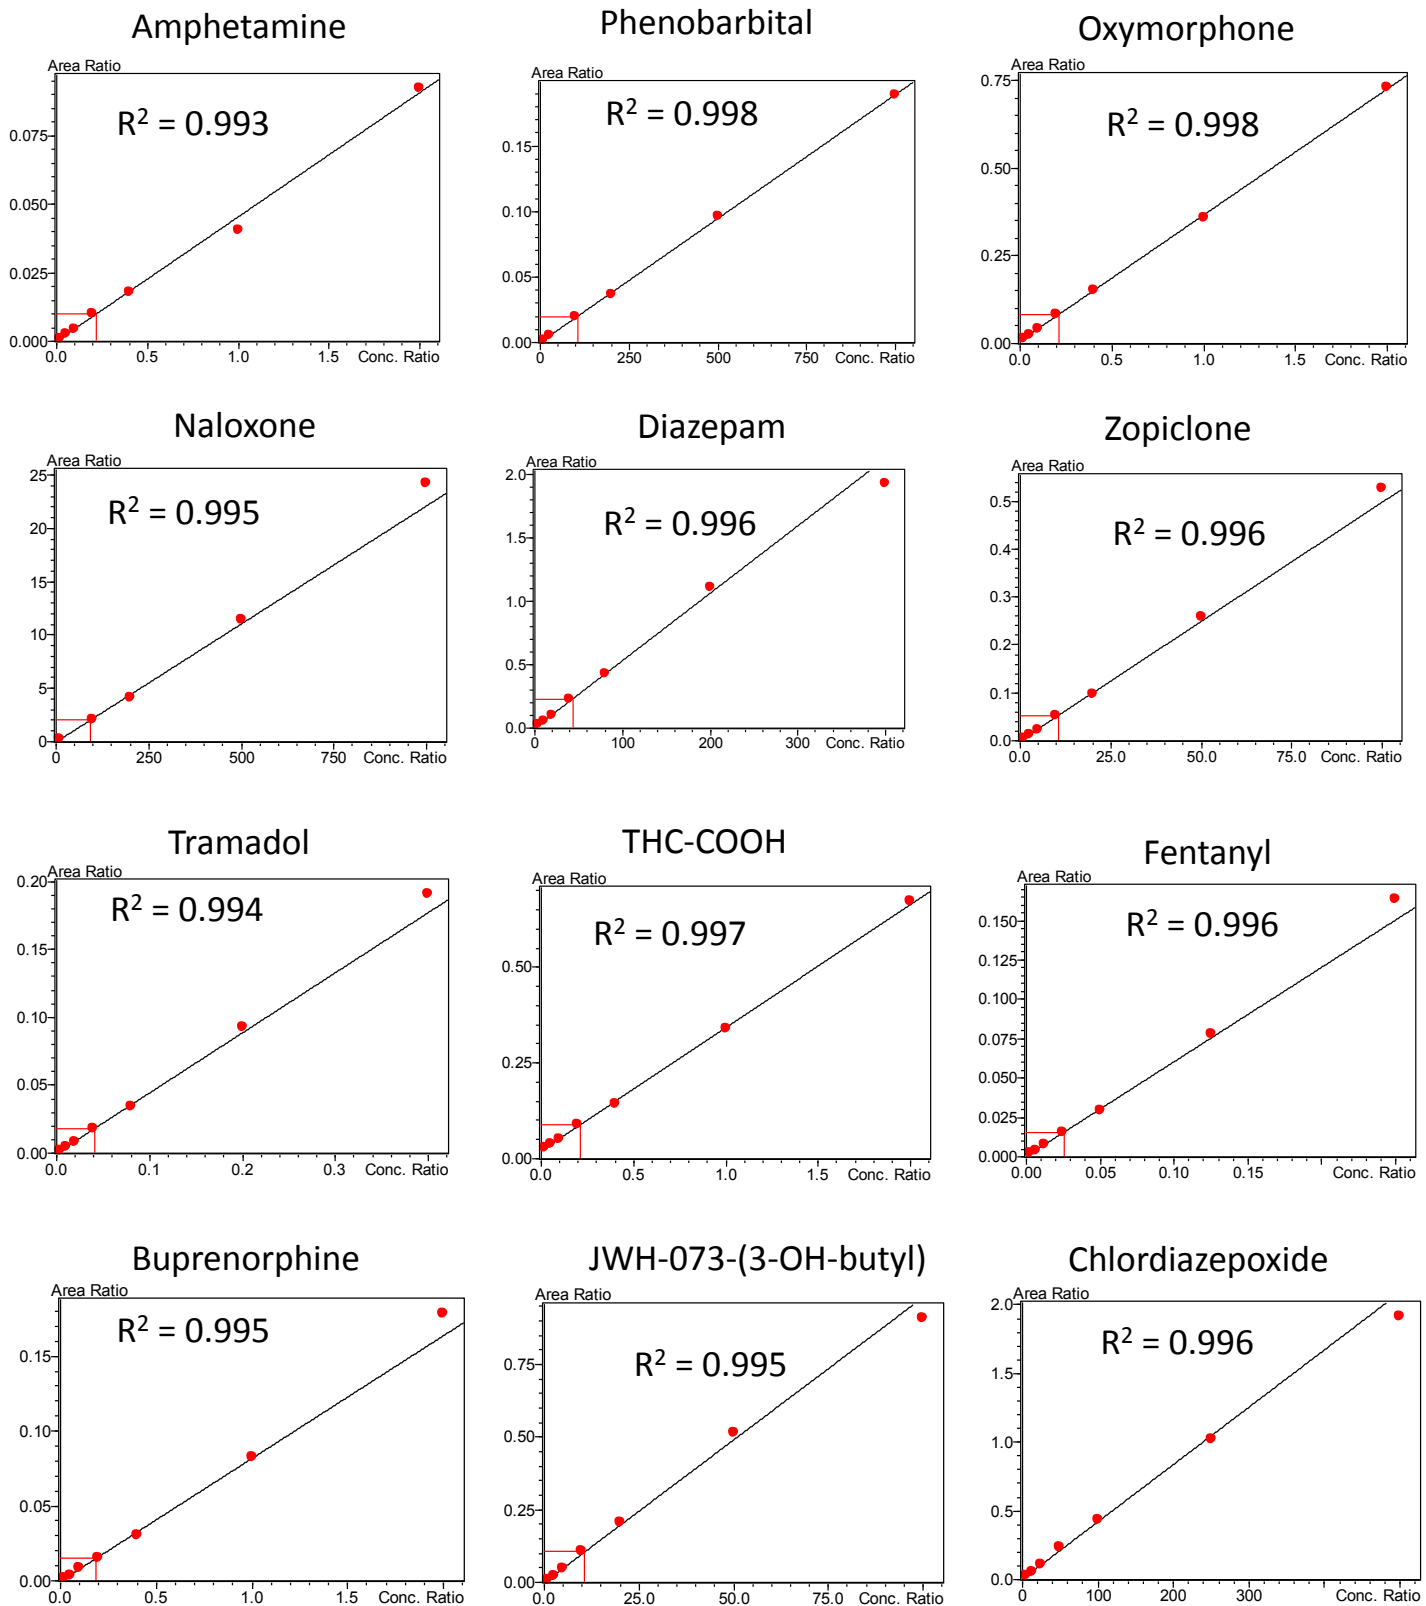 Amphetamine
Area Ratio
R² = 0.993
0.075
0.050
0.025
0.000
0.0 0.5 1.0 1.5 Conc. Ratio
Phenobarbital
Area Ratio
R² = 0.998
0.15
0.10
0.05
0.00
0 250 500 750 Conc. Ratio
Oxymorphone
Area Ratio
0.75
R² = 0.998
0.50
0.25
0.00
0.0 0.5 1.0 1.5 Conc. Ratio
Naloxone
Area Ratio
25
R² = 0.995
20
15
10
5
0
0 250 500 750 Conc. Ratio
Diazepam
Area Ratio
2.0
R² = 0.996
1.5
1.0
0.5
0.0
0 100 200 300 Conc. Ratio
Zopiclone
Area Ratio
0.5
R² = 0.996
0.4
0.3
0.2
0.1
0.0
0.0 25.0 50.0 75.0 Conc. Ratio
Tramadol
Area Ratio
0.20
R² = 0.994
0.15
0.10
0.05
0.00
0.0 0.1 0.2 0.3 Conc. Ratio
THC-COOH
Area Ratio
R² = 0.997
0.50
0.25
0.00
0.0 0.5 1.0 1.5 Conc. Ratio
Fentanyl
Area Ratio
0.150
R² = 0.996
0.125
0.100
0.075
0.050
0.025
0.000
0.00 0.05 0.10 0.15 Conc. Ratio
Buprenorphine
Area Ratio
R² = 0.995
0.15
0.10
0.05
0.00
0.0 0.5 1.0 1.5 Conc. Ratio
JWH-073-(3-OH-butyl)
Area Ratio
0.75
R² = 0.995
0.50
0.25
0.00
0.0 25.0 50.0 75.0 Conc. Ratio
Chlordiazepoxide
Area Ratio
2.0
R² = 0.996
1.5
1.0
0.5
0.0
0 100 200 300 Conc. Ratio